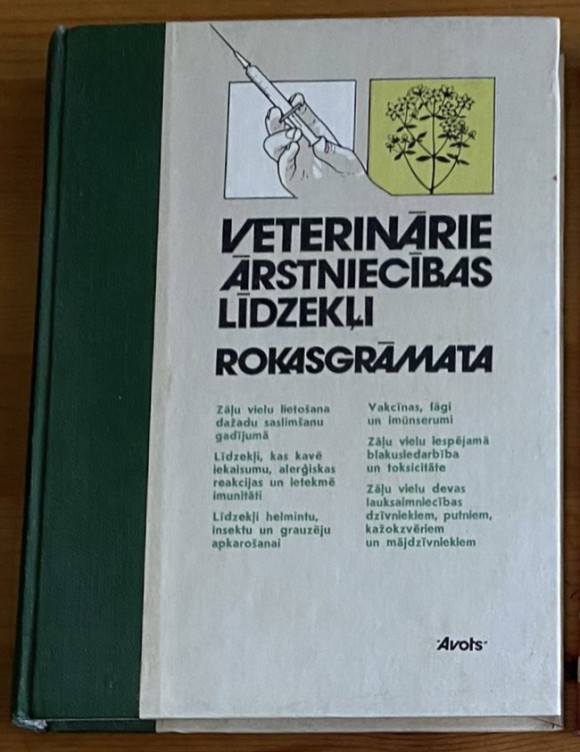 VETERINĀRIE
ĀRSTNIECĪBAS
LĪDZEKĻI
ROKASGRĀMATA
Zāļu vielu lietošana
dažādu saslimšanu
gadījumā
Līdzekļi, kas kavē
iekaisumu, alerģiskas
reakcijas un ietekmē
imunitāti
Līdzekļi helmintu,
insektu un grauzēju
apkarošanai
Vakcīnas, fāgi
un imūnserumi
Zāļu vielu iespējamā
blakusiedarbība
un toksicitāte
Zāļu vielu devas
lauksaimniecības
dzīvniekiem, putniem,
kažokzvēriem
un mājdzīvniekiem
"Avots"